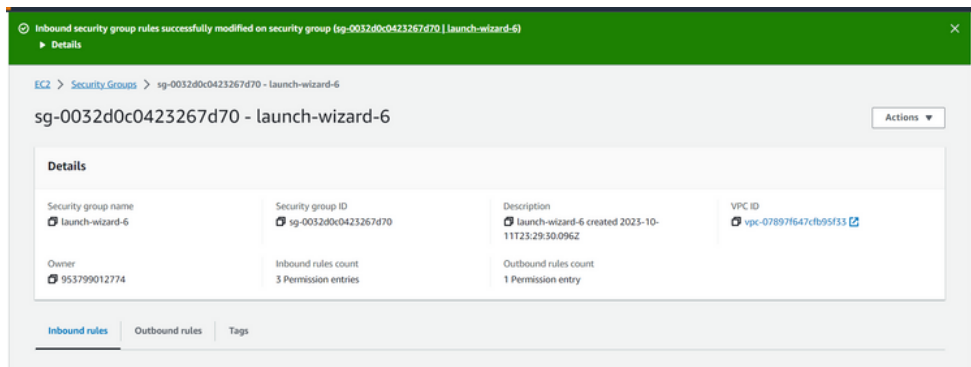 Inbound security group rules successfully modified on security group (sg-0032d0c0423267d70 | launch-wizard-6)
Details
EC2 > Security Groups > sg-0032d0c0423267d70 - launch-wizard-6
sg-0032d0c0423267d70 - launch-wizard-6
Actions
Details
Security group name
launch-wizard-6
Security group ID
sg-0032d0c0423267d70
Description
launch-wizard-6 created 2023-10-
11T23:29:30.096Z
VPC ID
vpc-07897f647cfb95f33
Owner
953799012774
Inbound rules count
3 Permission entries
Outbound rules count
1 Permission entry
Inbound rules
Outbound rules
Tags